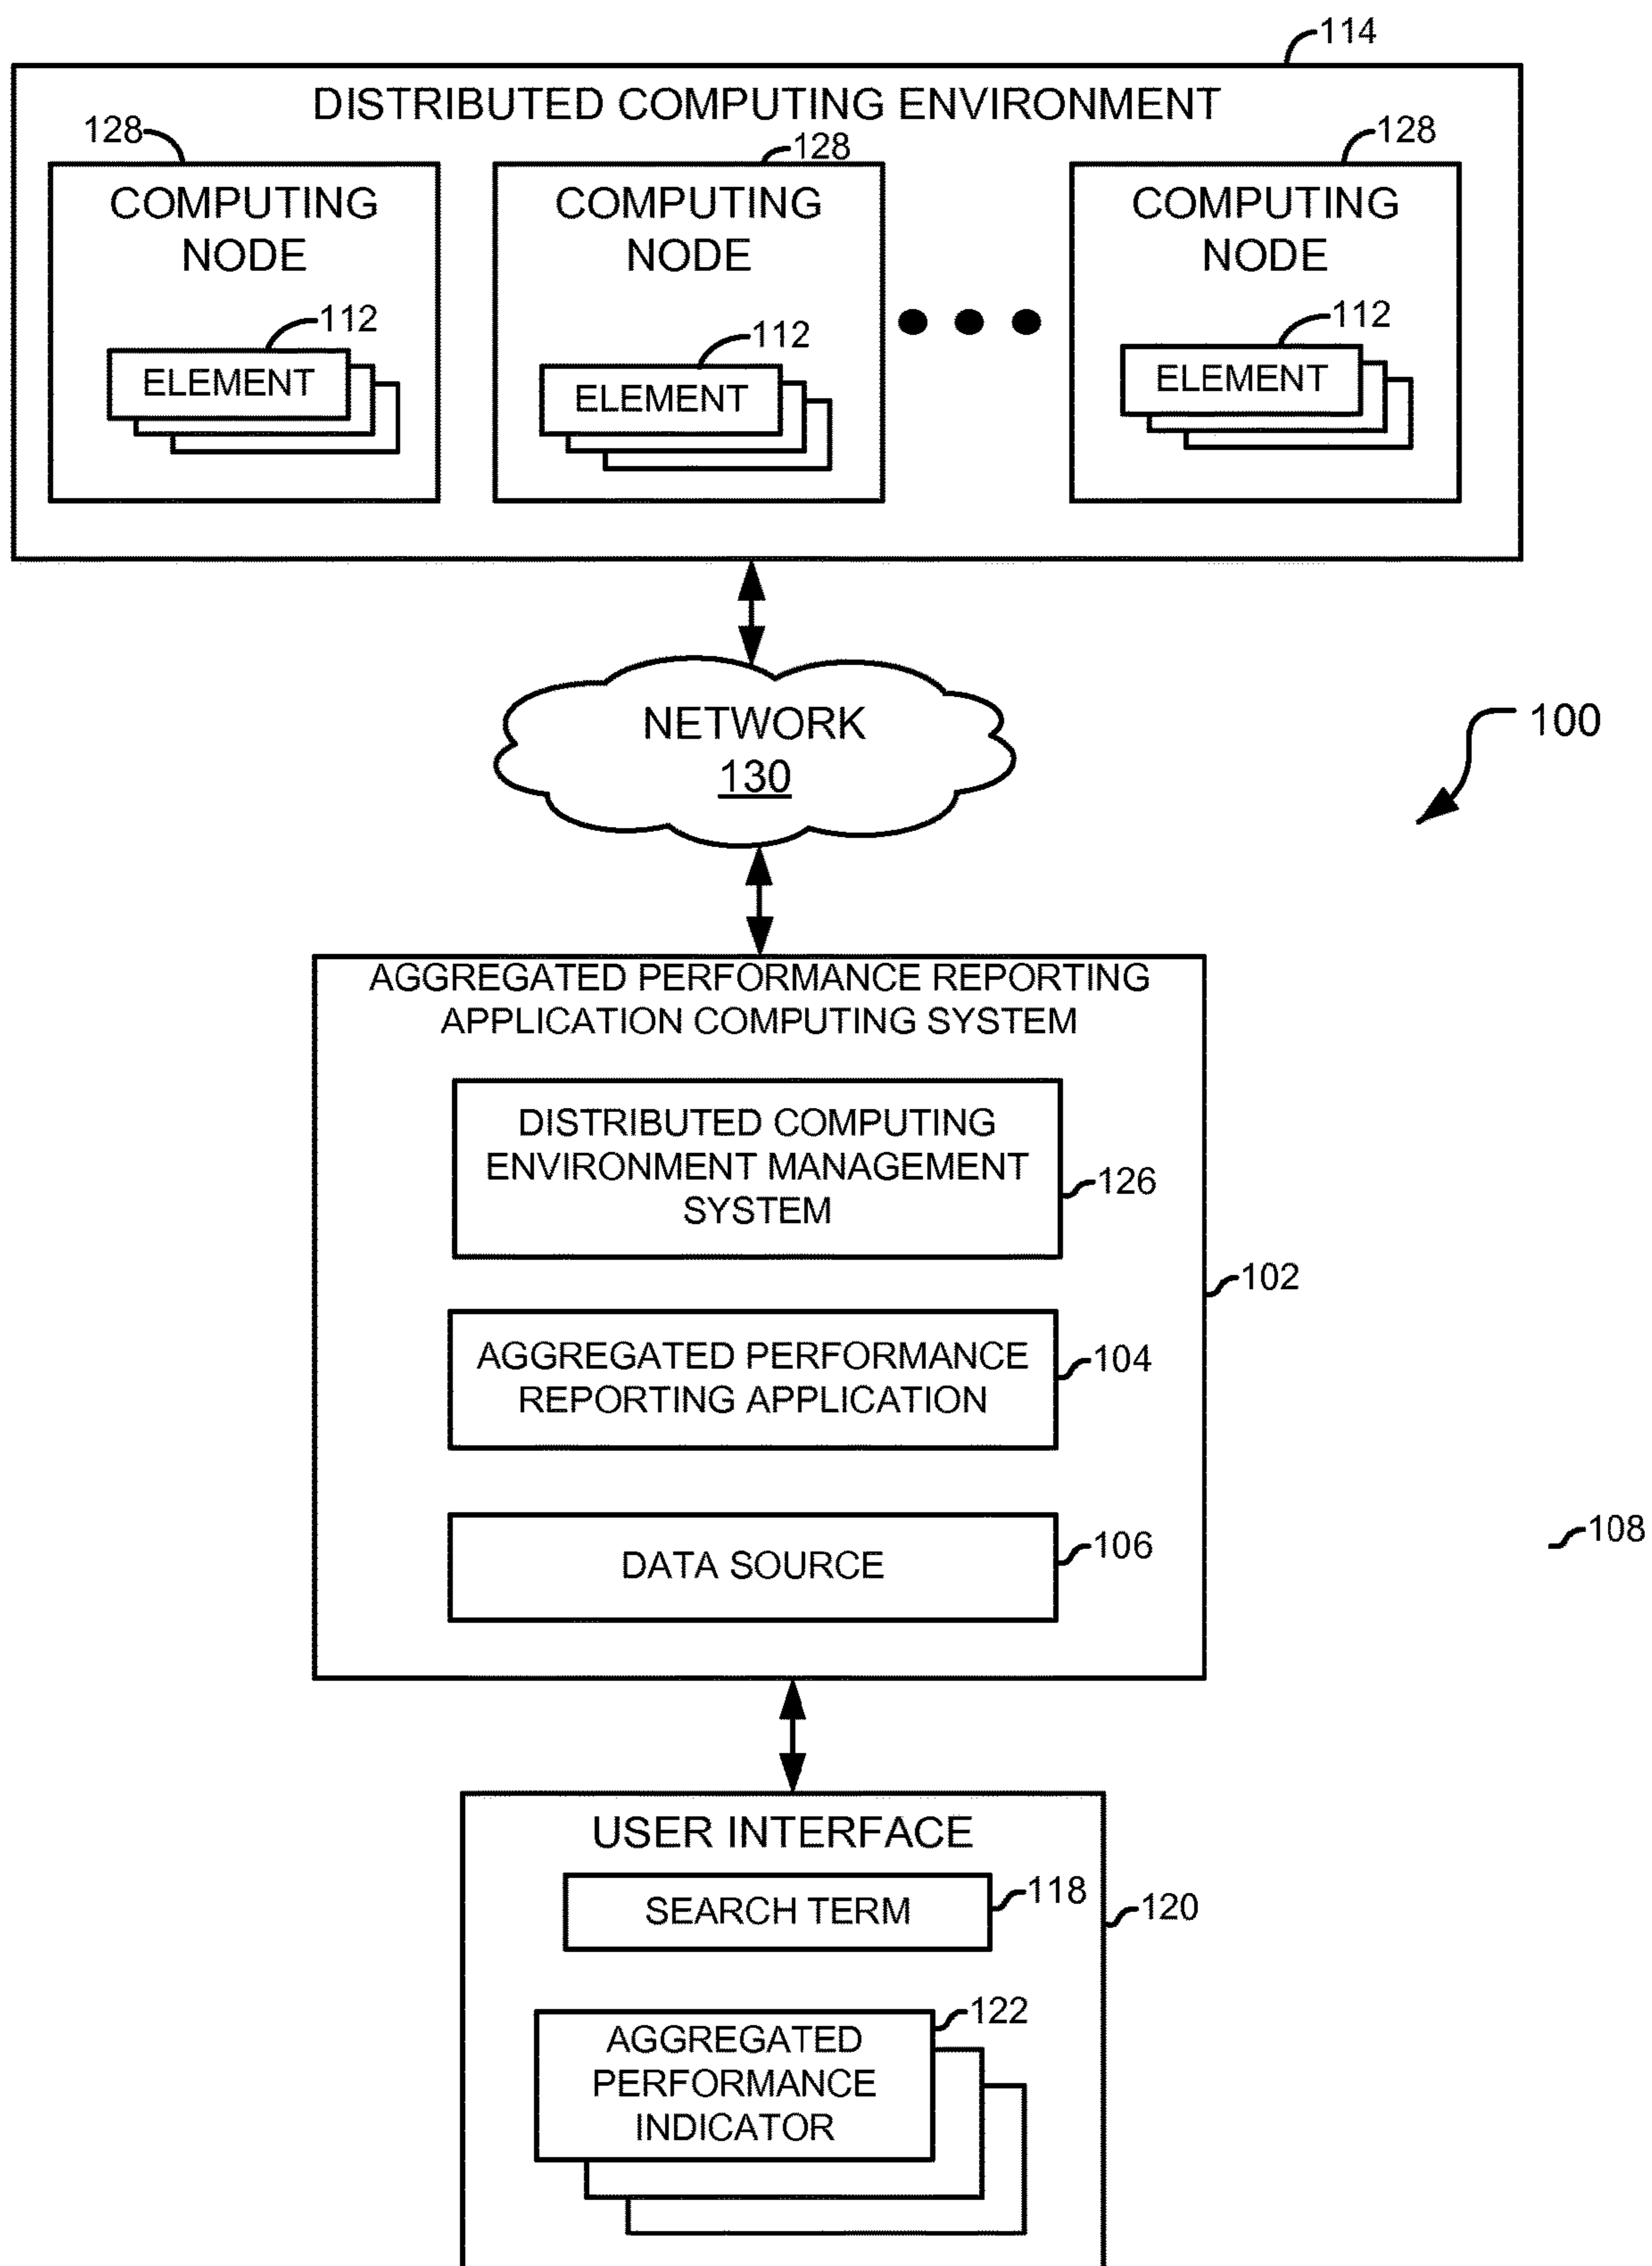 114
DISTRIBUTED COMPUTING ENVIRONMENT
128
128
128
COMPUTING
NODE
COMPUTING
NODE
COMPUTING
NODE
112
112
112
ELEMENT
ELEMENT
ELEMENT
NETWORK
130
100
AGGREGATED PERFORMANCE REPORTING
APPLICATION COMPUTING SYSTEM
DISTRIBUTED COMPUTING
ENVIRONMENT MANAGEMENT
SYSTEM
126
102
AGGREGATED PERFORMANCE
REPORTING APPLICATION
104
DATA SOURCE
106
108
USER INTERFACE
SEARCH TERM
118
120
AGGREGATED
PERFORMANCE
INDICATOR
122